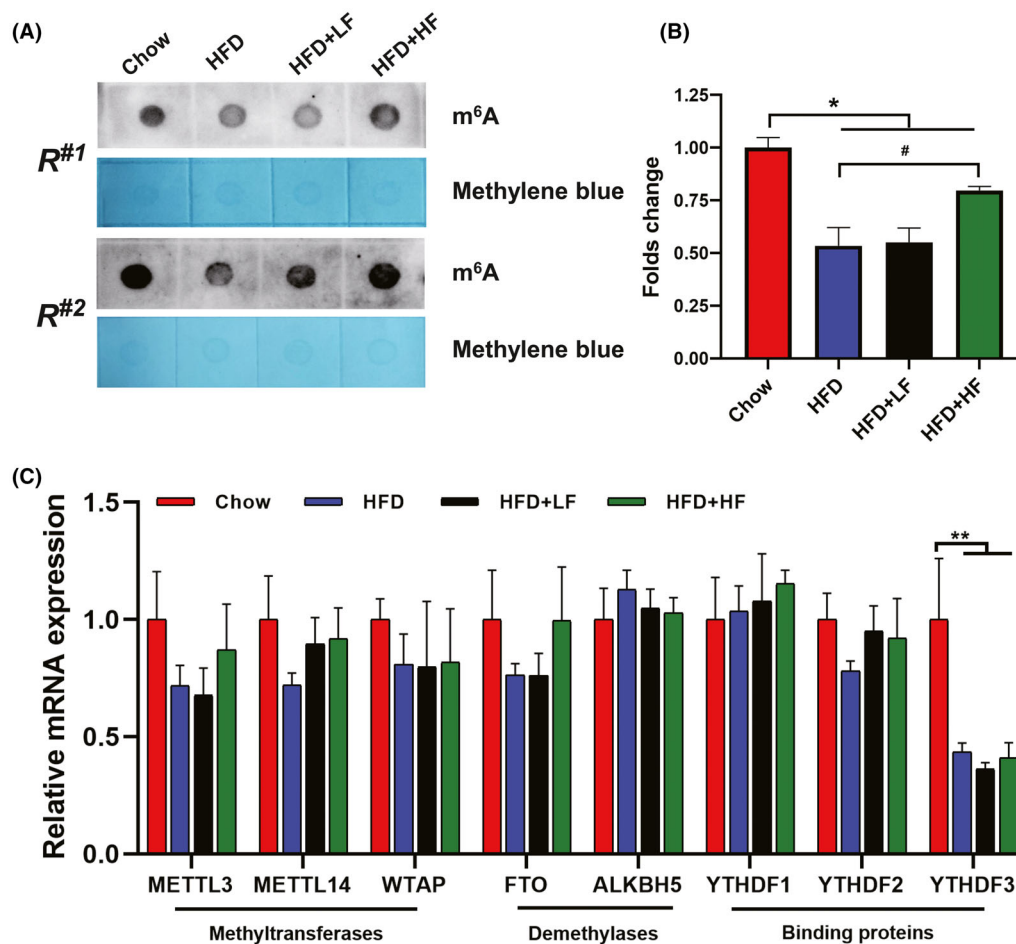 (A)
Chow HFD HFD+LF HFD+HF
R#1
m6A
Methylene blue
R#2
m6A
Methylene blue
(B)
Folds change
1.25
1.00
0.75
0.50
0.25
0.00
*
#
Chow HFD HFD+LF HFD+HF
(C)
Chow HFD HFD+LF HFD+HF
Relative mRNA expression
1.5
1.0
0.5
0.0
**
METTL3 METTL14 WTAP FTO ALKBH5 YTHDF1 YTHDF2 YTHDF3
Methyltransferases Demethylases Binding proteins